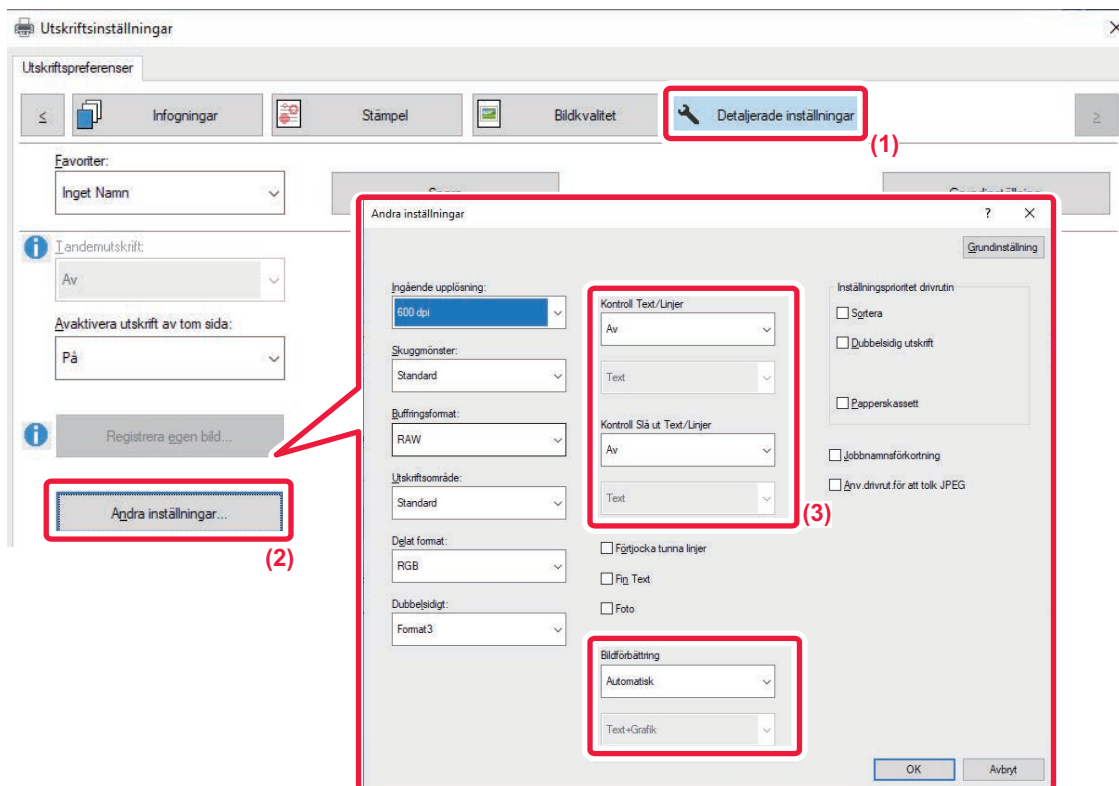 Utskriftsinställningar
Utskriftspreferenser
<
Infogningar
Stämpel
Bildkvalitet
Detaljerade inställningar
>
(1)
Favoriter:
Inget Namn
Tandemutskrift:
Av
Avaktivera utskrift av tom sida:
På
Registrera egen bild...
Andra inställningar...
(2)
Andra inställningar
?
Grundinställning
Ingående upplösning:
600 dpi
Skuggmönster:
Standard
Buffringsformat:
RAW
Utskriftsområde:
Standard
Delat format:
RGB
Dubbelsidigt:
Format3
Kontroll Text/Linjer
Av
Text
Kontroll Slå ut Text/Linjer
Av
Text
(3)
Förtjocka tunna linjer
Fin Text
Foto
Bildförbättring
Automatisk
Text+Grafik
Inställningsprioritet drivrutin
Sortera
Dubbelsidig utskrift
Papperskassett
Jobbnamnsförkortning
Anv.drivrut.för att tolk JPEG
OK
Avbryt